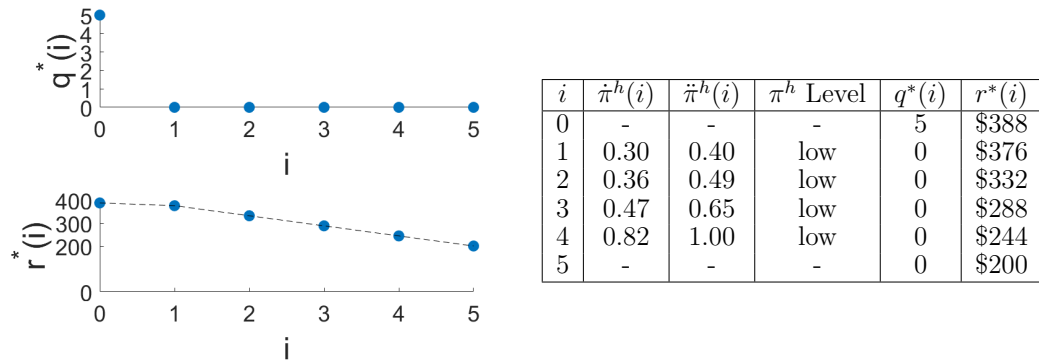 q*(i)
5
4
3
2
1
0
0 1 2 3 4 5
i
r*(i)
400
300
200
0
0 1 2 3 4 5
i
i π̇ʰ(i) π̈ʰ(i) πʰ Level q*(i) r*(i)
0 - - - 5 $388
1 0.30 0.40 low 0 $376
2 0.36 0.49 low 0 $332
3 0.47 0.65 low 0 $288
4 0.82 1.00 low 0 $244
5 - - - 0 $200